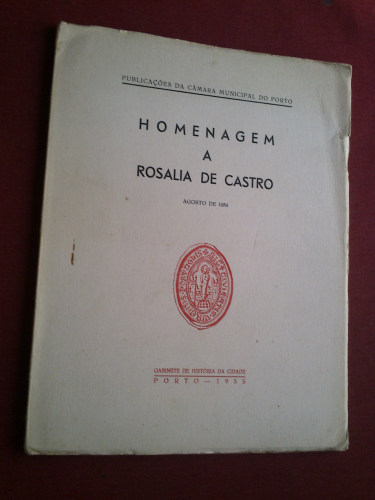 PUBLICAÇÕES DA CÂMARA MUNICIPAL DO PORTO
HOMENAGEM
A
ROSALIA DE CASTRO
AGOSTO DE 1954
GABINETE DE HISTÓRIA DA CIDADE
PORTO — 1955